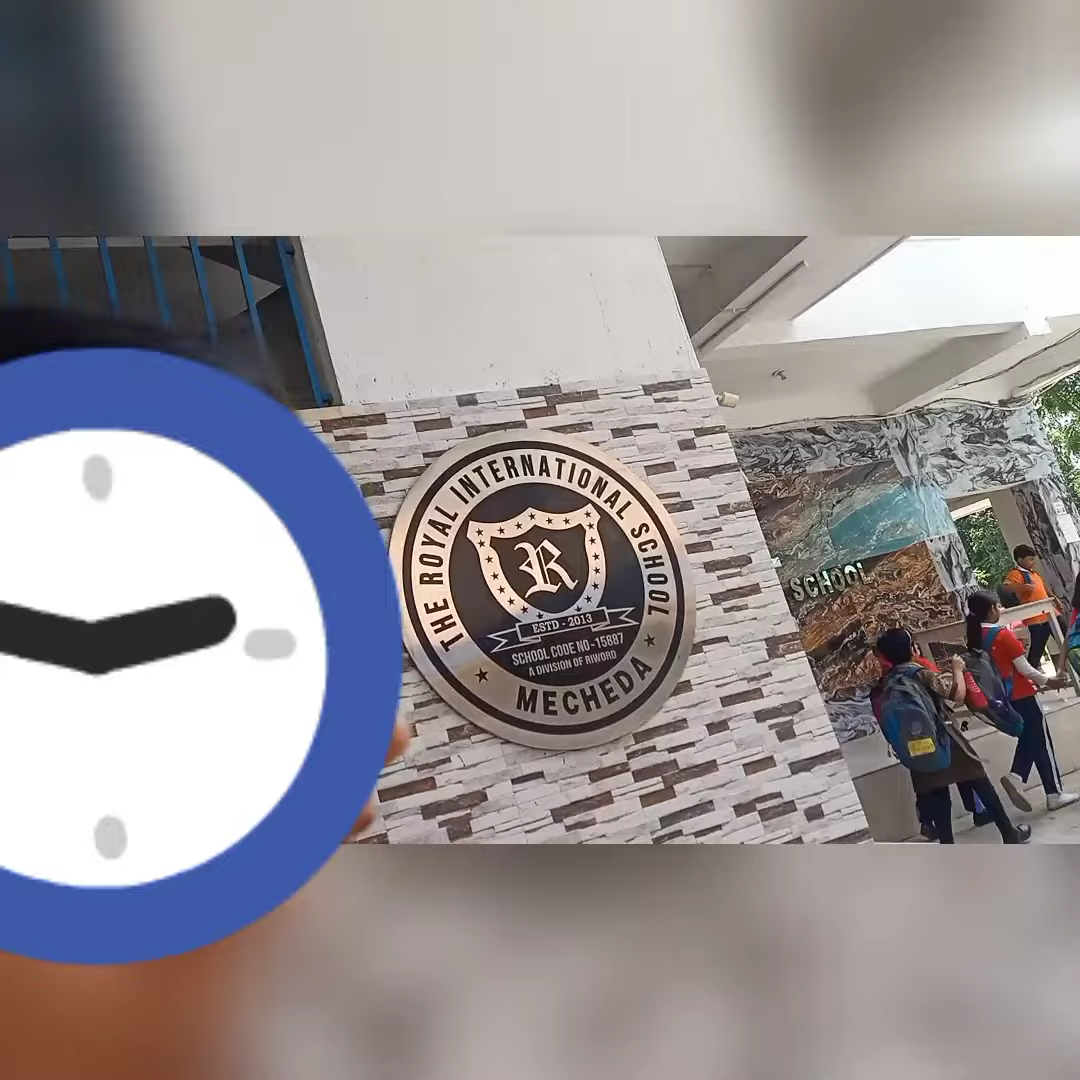 THE ROYAL INTERNATIONAL SCHOOL
R
ESTD - 2013
SCHOOL CODE NO -15887
A DIVISION OF RIWORD
★ MECHEDA ★
SCHOOL